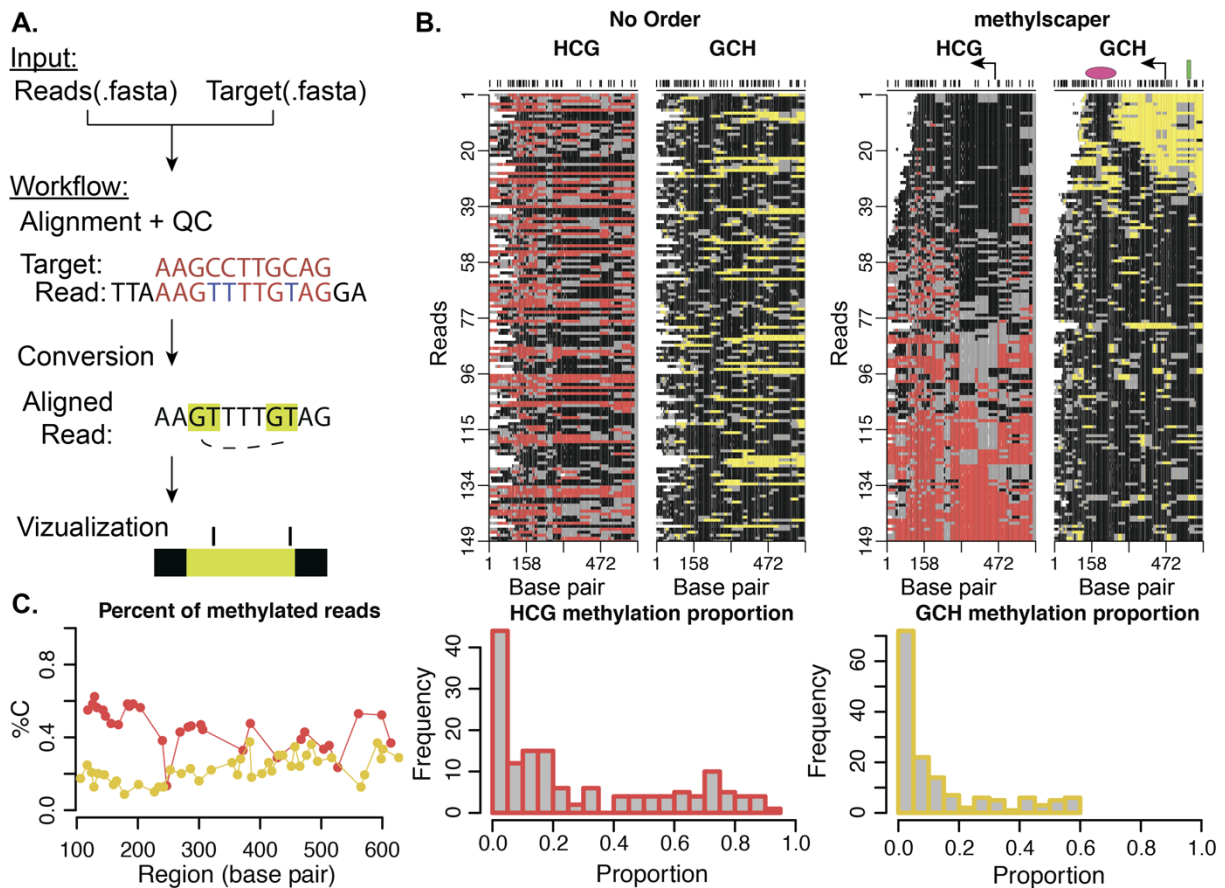 A.
Input:
Reads(.fasta) Target(.fasta)
Workflow:
Alignment + QC
Target: AAGCCTTGCAG
Read: TTAAAGTTTTGTAGGA
Conversion
Aligned Read: AAGTTTTGTAG
Vizualization
B.
No Order
HCG GCH
Reads
1
20
39
58
77
96
115
134
149
1 158 472 1 158 472
Base pair Base pair
methylscaper
HCG GCH
Reads
1
20
39
58
77
96
115
134
149
1 158 472 1 158 472
Base pair Base pair
C.
Percent of methylated reads
%C
0.8
0.4
0.0
100 200 300 400 500 600
Region (base pair)
HCG methylation proportion
Frequency
40
30
20
10
0
0.0 0.2 0.4 0.6 0.8 1.0
Proportion
GCH methylation proportion
Frequency
60
40
20
0
0.0 0.2 0.4 0.6 0.8 1.0
Proportion